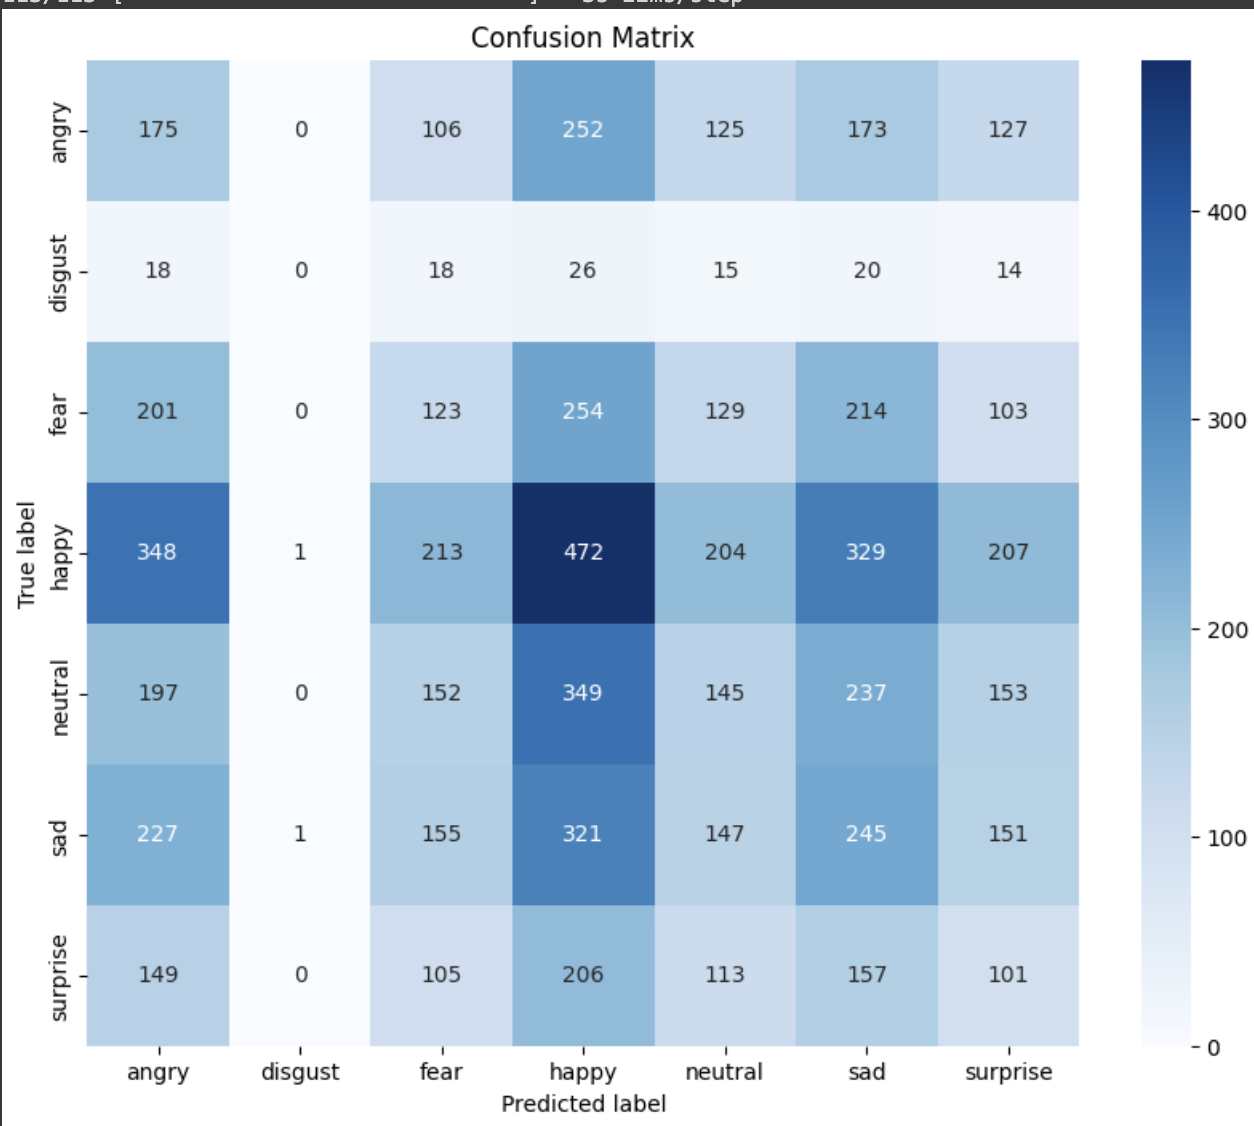 Confusion Matrix
angry 175 0 106 252 125 173 127
disgust 18 0 18 26 15 20 14
fear 201 0 123 254 129 214 103
happy 348 1 213 472 204 329 207
neutral 197 0 152 349 145 237 153
sad 227 1 155 321 147 245 151
surprise 149 0 105 206 113 157 101
angry disgust fear happy neutral sad surprise
Predicted label
True label
400
300
200
100
0